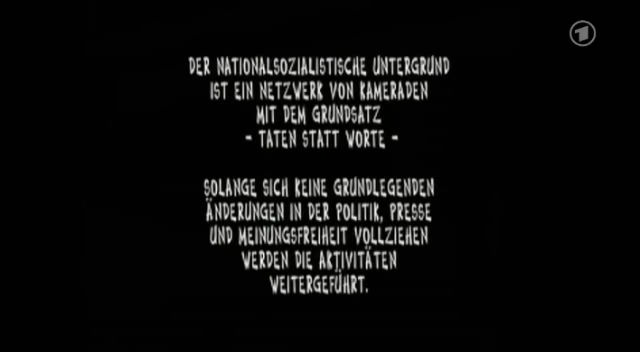 DER NATIONALSOZIALISTISCHE UNTERGRUND
IST EIN NETZWERK VON KAMERADEN
MIT DEM GRUNDSATZ
- TATEN STATT WORTE -
SOLANGE SICH KEINE GRUNDLEGENDEN
ÄNDERUNGEN IN DER POLITIK, PRESSE
UND MEINUNGSFREIHEIT VOLLZIEHEN
WERDEN DIE AKTIVITÄTEN
WEITERGEFÜHRT.
1